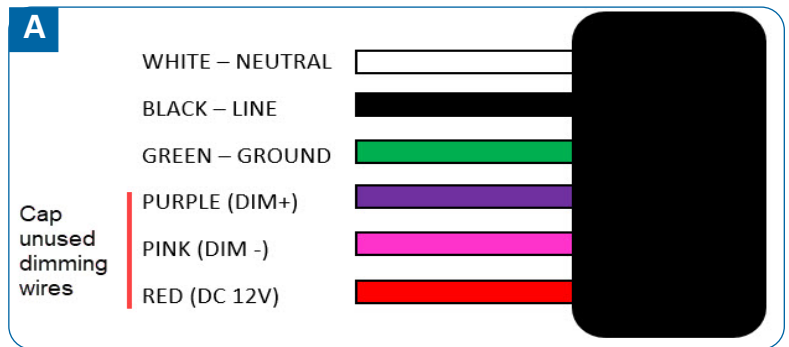 A
WHITE – NEUTRAL
BLACK – LINE
GREEN – GROUND
PURPLE (DIM+)
PINK (DIM -)
RED (DC 12V)
Cap
unused
dimming
wires